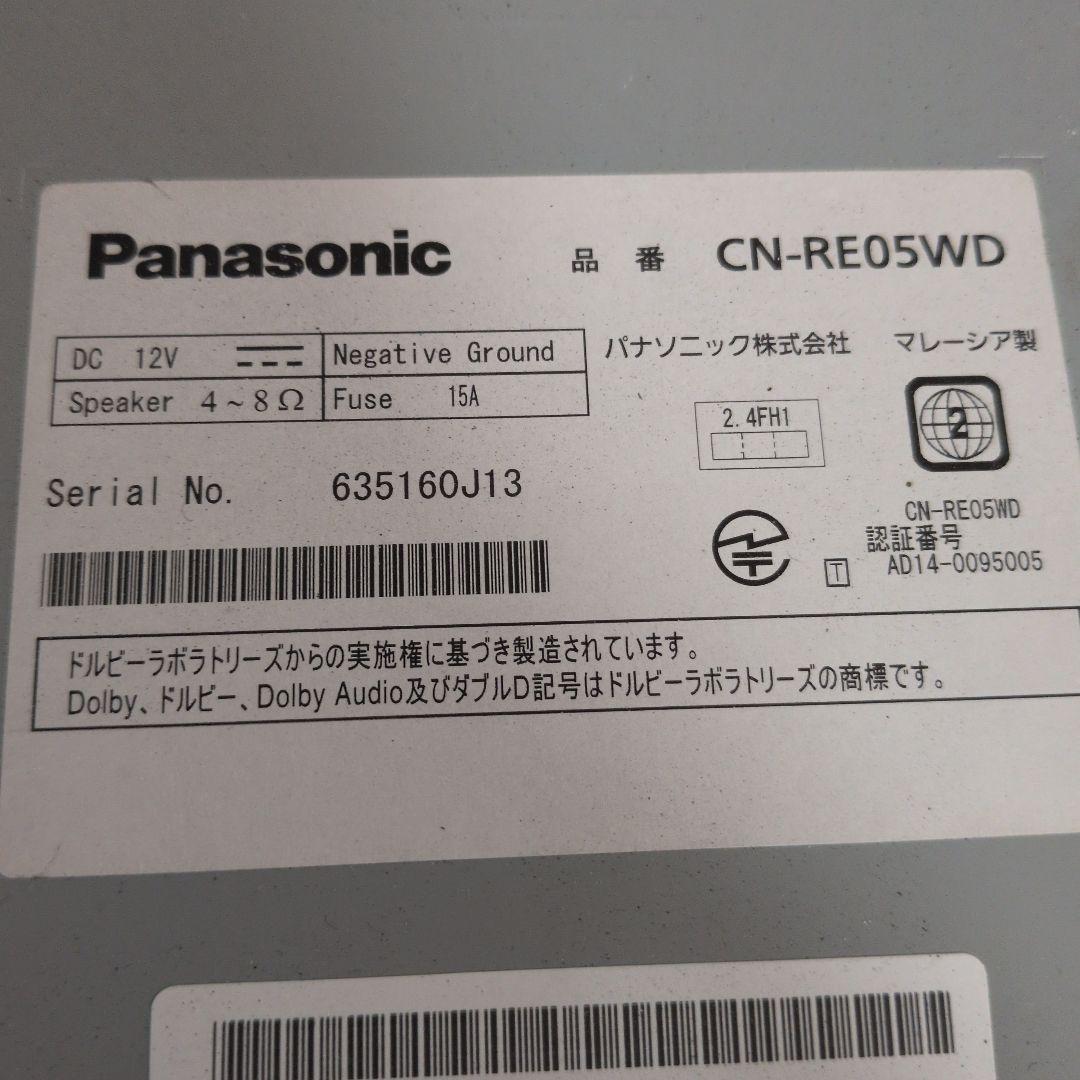 Panasonic 品番 CN-RE05WD
DC 12V Negative Ground
Speaker 4~8Ω Fuse 15A
パナソニック株式会社 マレーシア製
2.4FH1
2
Serial No. 635160J13
CN-RE05WD
認証番号
T AD14-0095005
ドルビーラボラトリーズからの実施権に基づき製造されています。
Dolby、ドルビー、Dolby Audio及びダブルD記号はドルビーラボラトリーズの商標です。